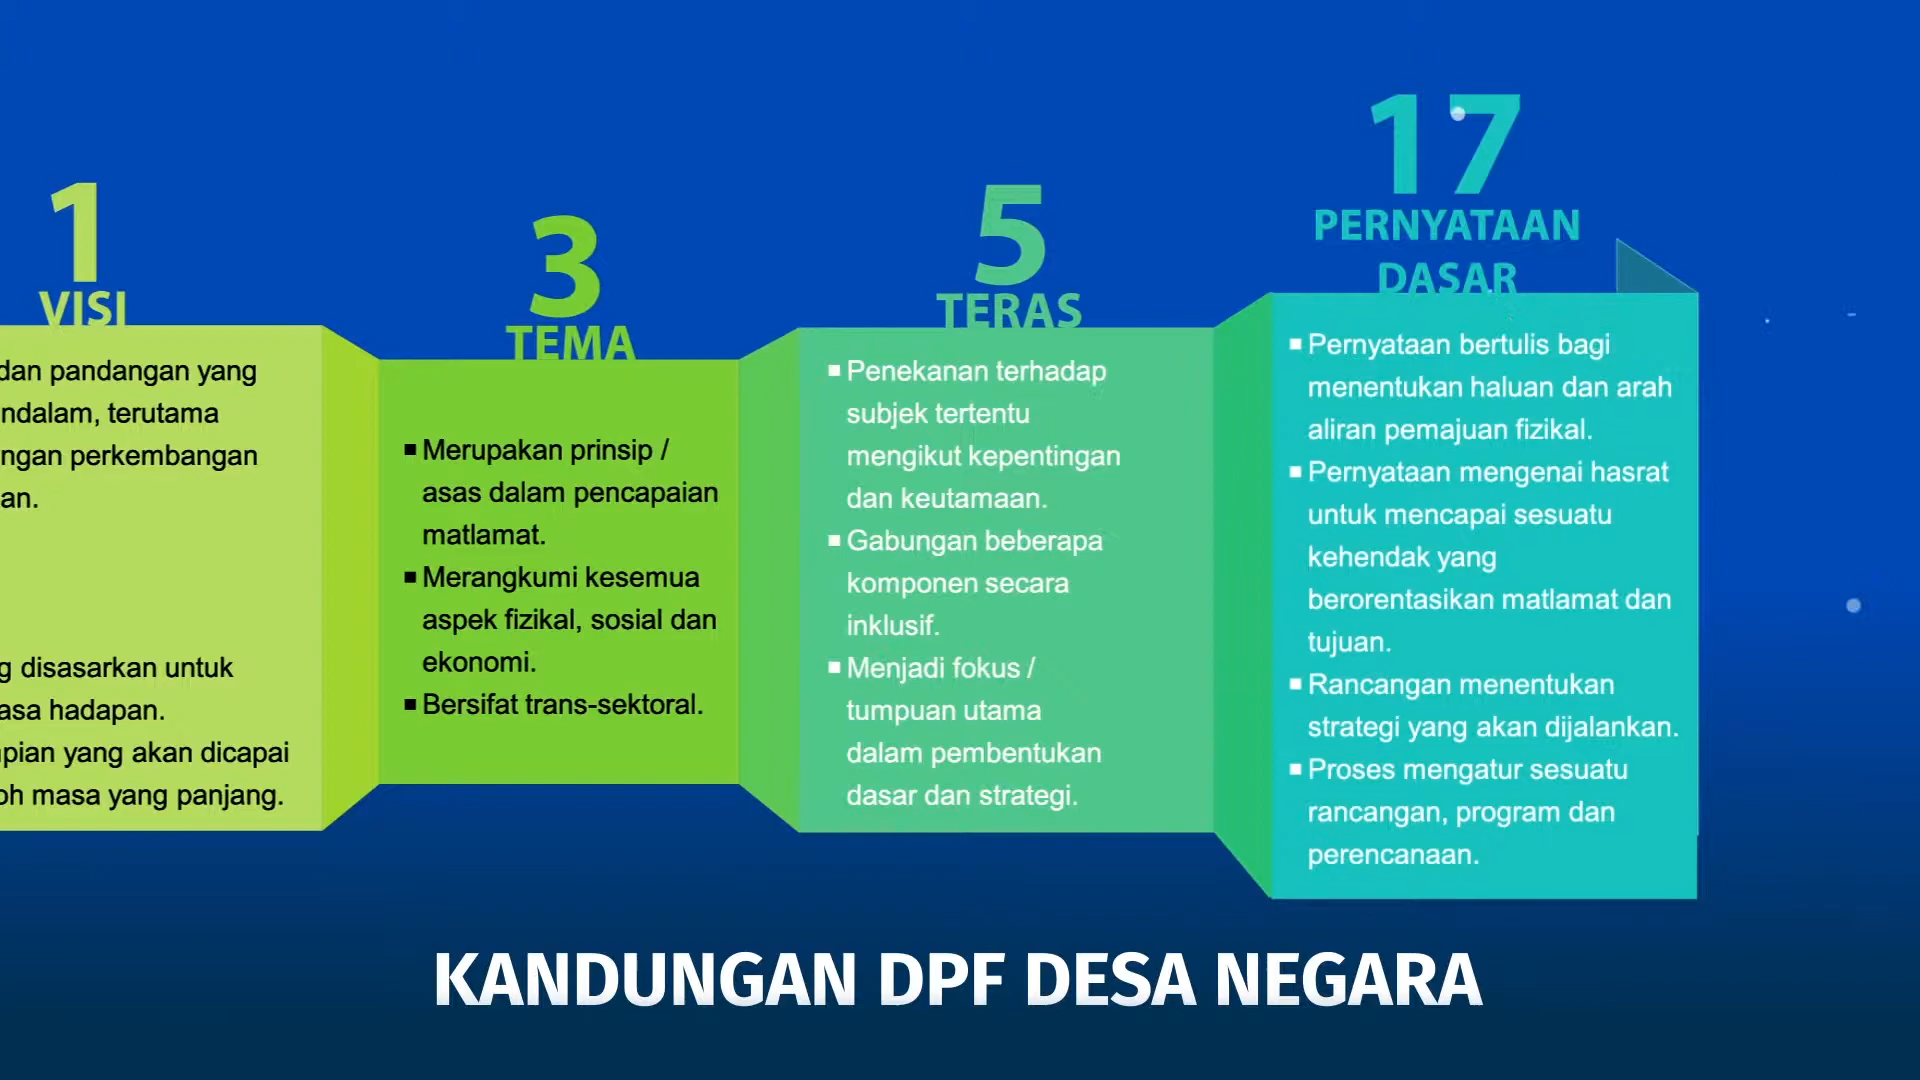 1
VISI
dan pandangan yang
ndalam, terutama
ngan perkembangan
an.
g disasarkan untuk
asa hadapan.
pian yang akan dicapai
oh masa yang panjang.
3
TEMA
▪ Merupakan prinsip /
asas dalam pencapaian
matlamat.
▪ Merangkumi kesemua
aspek fizikal, sosial dan
ekonomi.
▪ Bersifat trans-sektoral.
5
TERAS
▪ Penekanan terhadap
subjek tertentu
mengikut kepentingan
dan keutamaan.
▪ Gabungan beberapa
komponen secara
inklusif.
▪ Menjadi fokus /
tumpuan utama
dalam pembentukan
dasar dan strategi.
17
PERNYATAAN
DASAR
▪ Pernyataan bertulis bagi
menentukan haluan dan arah
aliran pemajuan fizikal.
▪ Pernyataan mengenai hasrat
untuk mencapai sesuatu
kehendak yang
berorentasikan matlamat dan
tujuan.
▪ Rancangan menentukan
strategi yang akan dijalankan.
▪ Proses mengatur sesuatu
rancangan, program dan
perencanaan.
KANDUNGAN DPF DESA NEGARA